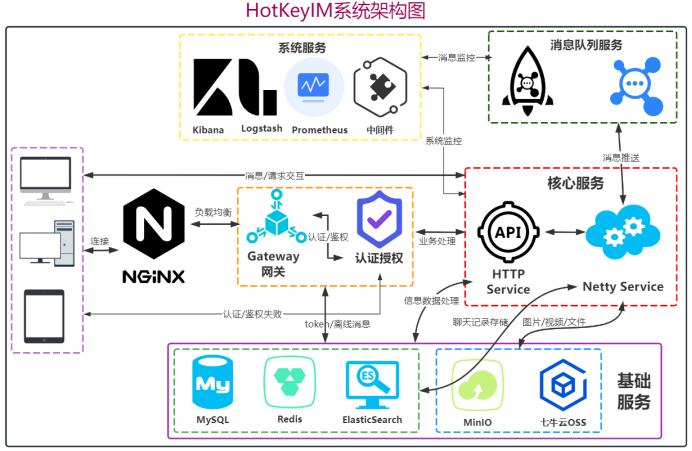 HotKeyIM系统架构图
系统服务
Kibana
Logstash
Prometheus
中间件
消息监控
消息队列服务
系统监控
消息推送
消息/请求交互
核心服务
连接
NGiNX
负载均衡
Gateway
网关
认证/鉴权
认证授权
业务处理
API
HTTP
Service
Netty Service
认证/鉴权失败
token/离线消息
信息数据处理
聊天记录存储
图片/视频/文件
My
MySQL
Redis
ES
ElasticSearch
MinIO
七牛云OSS
基础
服务